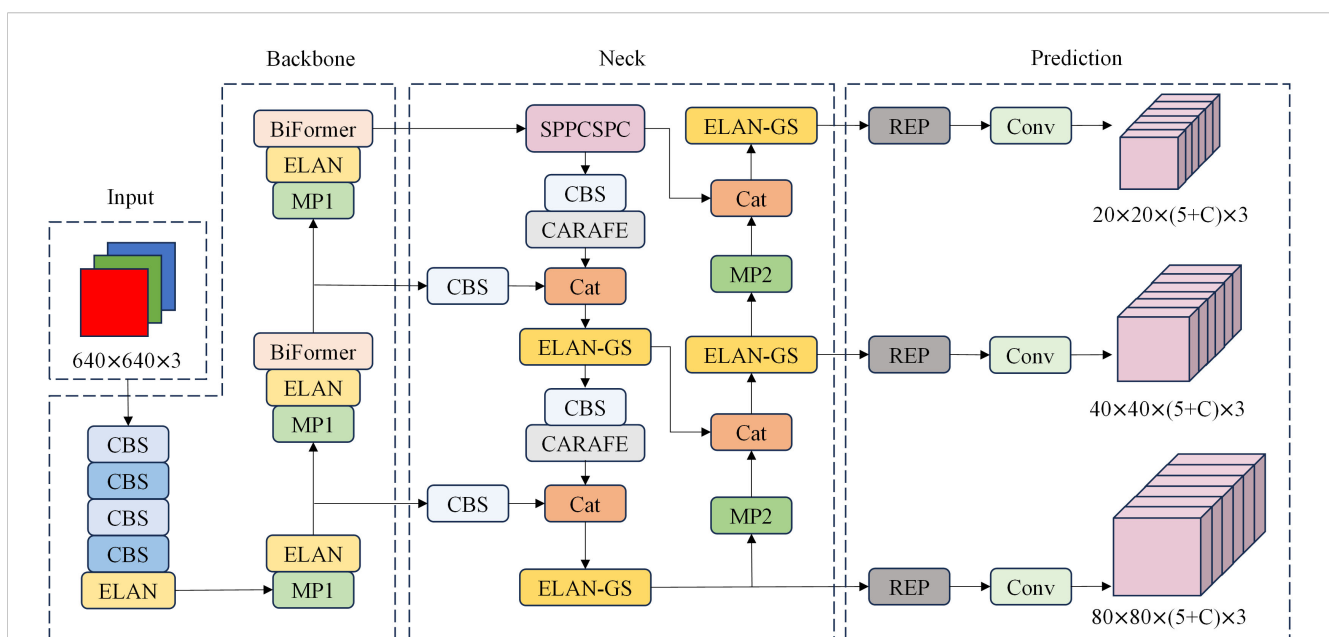 Backbone
Neck
Prediction
Input
640×640×3
CBS
CBS
CBS
CBS
ELAN
BiFormer
ELAN
MP1
BiFormer
ELAN
MP1
ELAN
MP1
SPPCSPC
CBS
CARAFE
CBS
Cat
ELAN-GS
CBS
CARAFE
CBS
Cat
ELAN-GS
ELAN-GS
Cat
MP2
ELAN-GS
Cat
MP2
REP
Conv
20×20×(5+C)×3
REP
Conv
40×40×(5+C)×3
REP
Conv
80×80×(5+C)×3